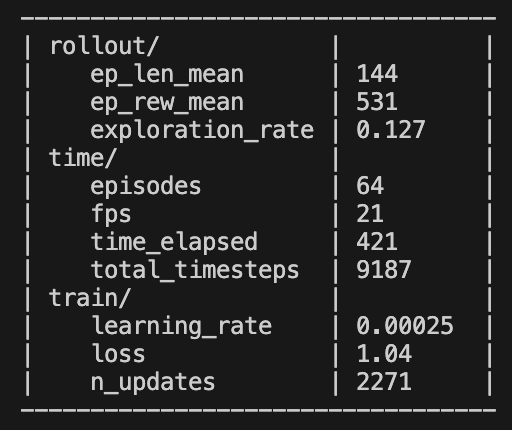 ----------------------------------
| rollout/            |          |
|    ep_len_mean      | 144      |
|    ep_rew_mean      | 531      |
|    exploration_rate | 0.127    |
| time/               |          |
|    episodes         | 64       |
|    fps              | 21       |
|    time_elapsed     | 421      |
|    total_timesteps  | 9187     |
| train/              |          |
|    learning_rate    | 0.00025  |
|    loss             | 1.04     |
|    n_updates        | 2271     |
----------------------------------